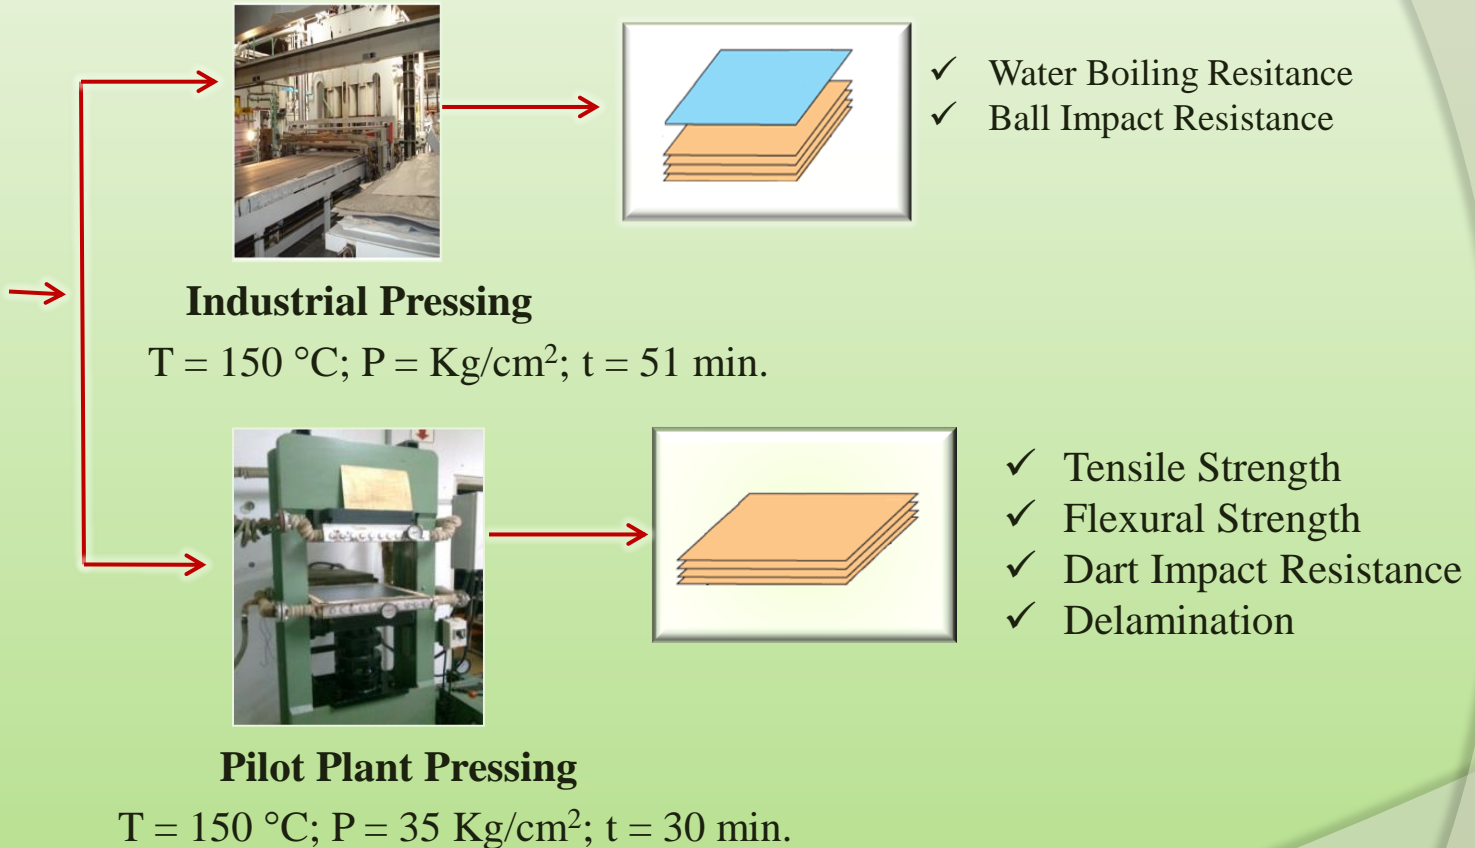 ✓ Water Boiling Resitance
✓ Ball Impact Resistance
Industrial Pressing
T = 150 °C; P = Kg/cm²; t = 51 min.
✓ Tensile Strength
✓ Flexural Strength
✓ Dart Impact Resistance
✓ Delamination
Pilot Plant Pressing
T = 150 °C; P = 35 Kg/cm²; t = 30 min.